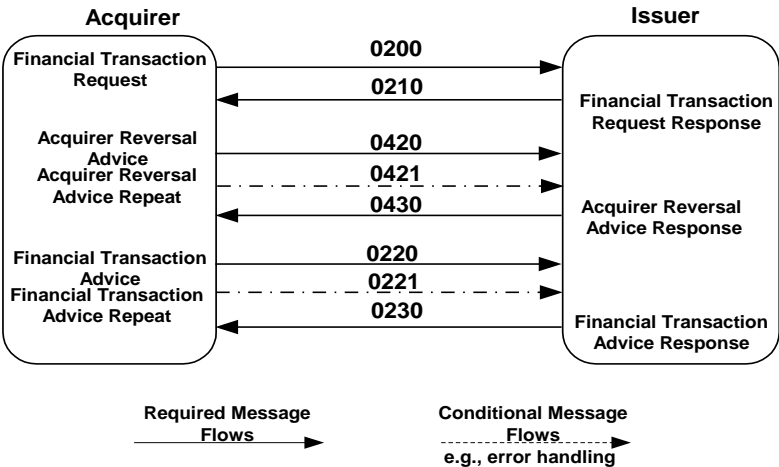 Acquirer
Issuer
Financial Transaction
Request
0200
0210
Financial Transaction
Request Response
Acquirer Reversal
Advice
0420
Acquirer Reversal
Advice Repeat
0421
0430
Acquirer Reversal
Advice Response
Financial Transaction
Advice
0220
Financial Transaction
Advice Repeat
0221
0230
Financial Transaction
Advice Response
Required Message
Flows
Conditional Message
Flows
e.g., error handling